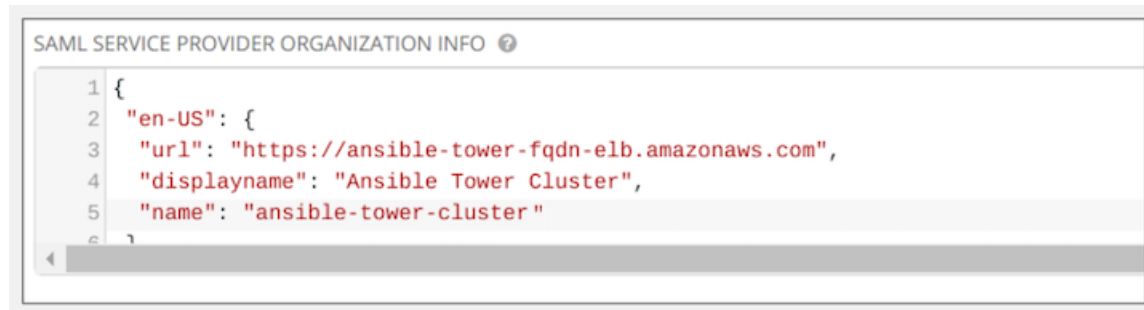 SAML SERVICE PROVIDER ORGANIZATION INFO ?
1 {
2 "en-US": {
3 "url": "https://ansible-tower-fqdn-elb.amazonaws.com",
4 "displayname": "Ansible Tower Cluster",
5 "name": "ansible-tower-cluster"
6 }